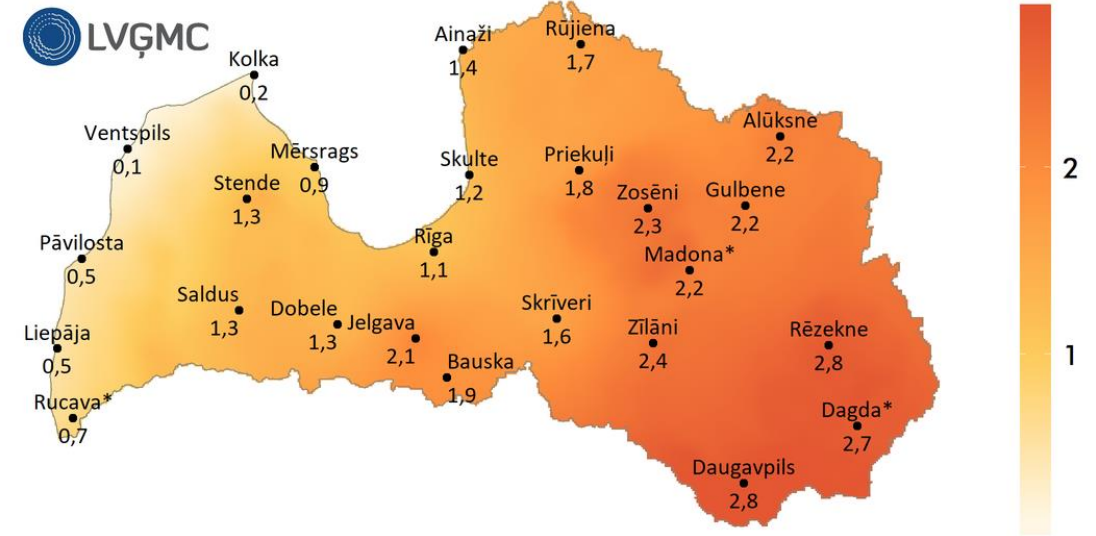 LVĢMC
Ainaži
1,4
Rūjiena
1,7
Kolka
0,2
Ventspils
0,1
Mērsrags
0,9
Stende
1,3
Skulte
1,2
Priekuļi
1,8
Alūksne
2,2
2
Zosēni
2,3
Gulbene
2,2
Pāvilosta
0,5
Rīga
1,1
Madona*
2,2
Saldus
1,3
Dobele
1,3
Jelgava
2,1
Skrīveri
1,6
Zīlāni
2,4
Rēzekne
2,8
Liepāja
0,5
1
Bauska
1,9
Rucava*
0,7
Dagda*
2,7
Daugavpils
2,8